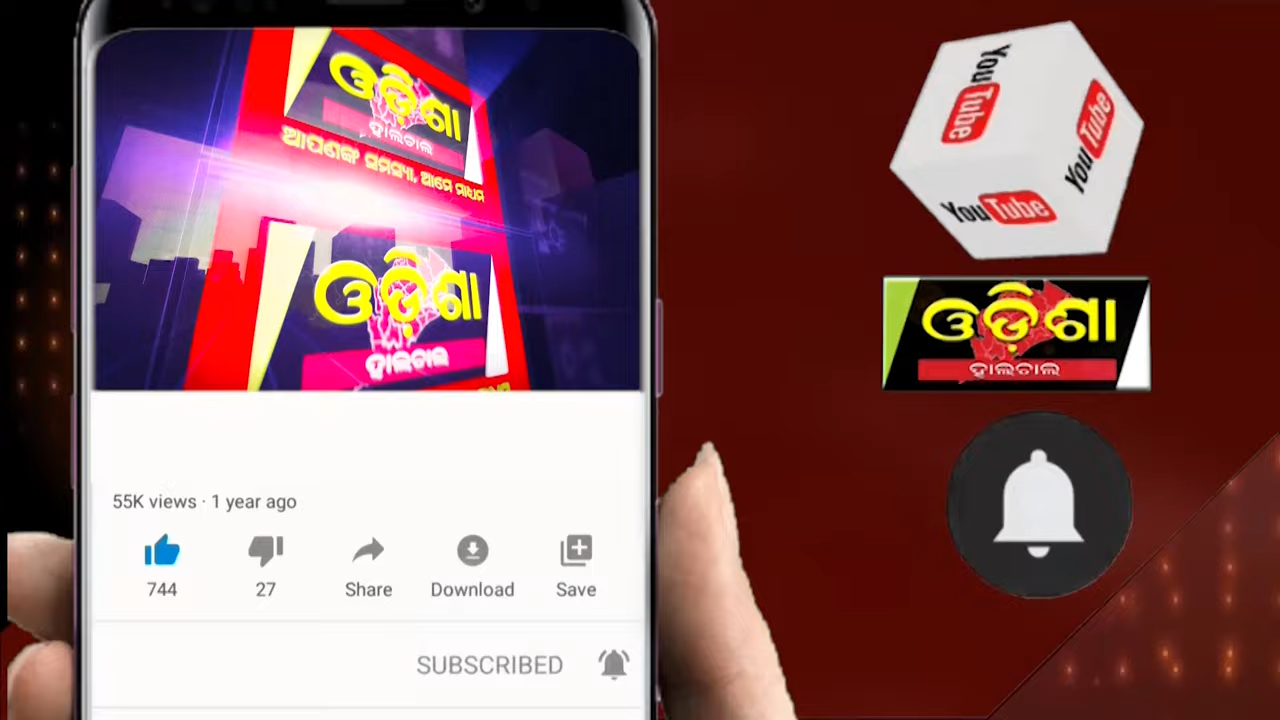 ଓଡ଼ିଶା
ହାଲଚାଲ
ଆପଣଙ୍କ ସମସ୍ୟା, ଆମେ ମାଧ୍ୟମ
ଓଡ଼ିଶା
ହାଲଚାଲ
55K views · 1 year ago
744
27
Share
Download
Save
SUBSCRIBED
YouTube
YouTube
YouTube
ଓଡ଼ିଶା
ହାଲଚାଲ